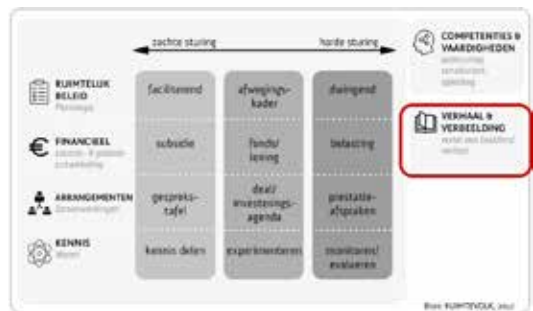 zachte sturing
harde sturing
COMPETENTIES &
VAARDIGHEDEN
RUIMTELIJK
BELEID
faciliterend
afwegings-
kader
dwingend
VERHAAL &
VERBEELDING
FINANCIEEL
subsidie
fonds/
lening
belasting
ARRANGEMENTEN
gespreks-
tafel
deal/
investerings-
agenda
prestatie-
afspraken
KENNIS
kennis delen
experimenteren
monitoren/
evalueren
Bron: RUIMTEVOLK,